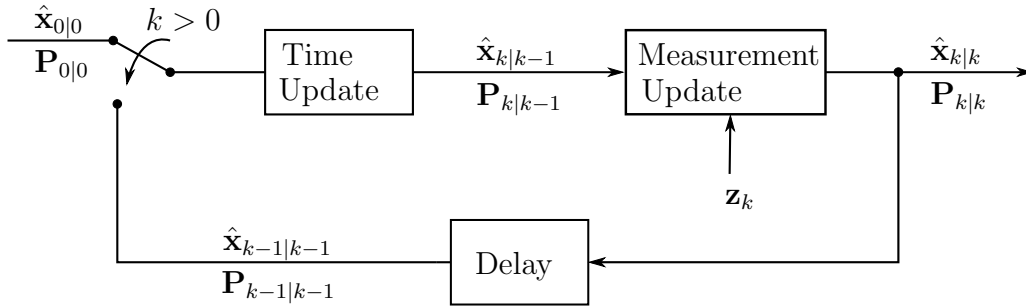 x̂₀|₀
P₀|₀
k > 0
Time
Update
x̂ₖ|ₖ₋₁
Pₖ|ₖ₋₁
Measurement
Update
x̂ₖ|ₖ
Pₖ|ₖ
zₖ
x̂ₖ₋₁|ₖ₋₁
Pₖ₋₁|ₖ₋₁
Delay